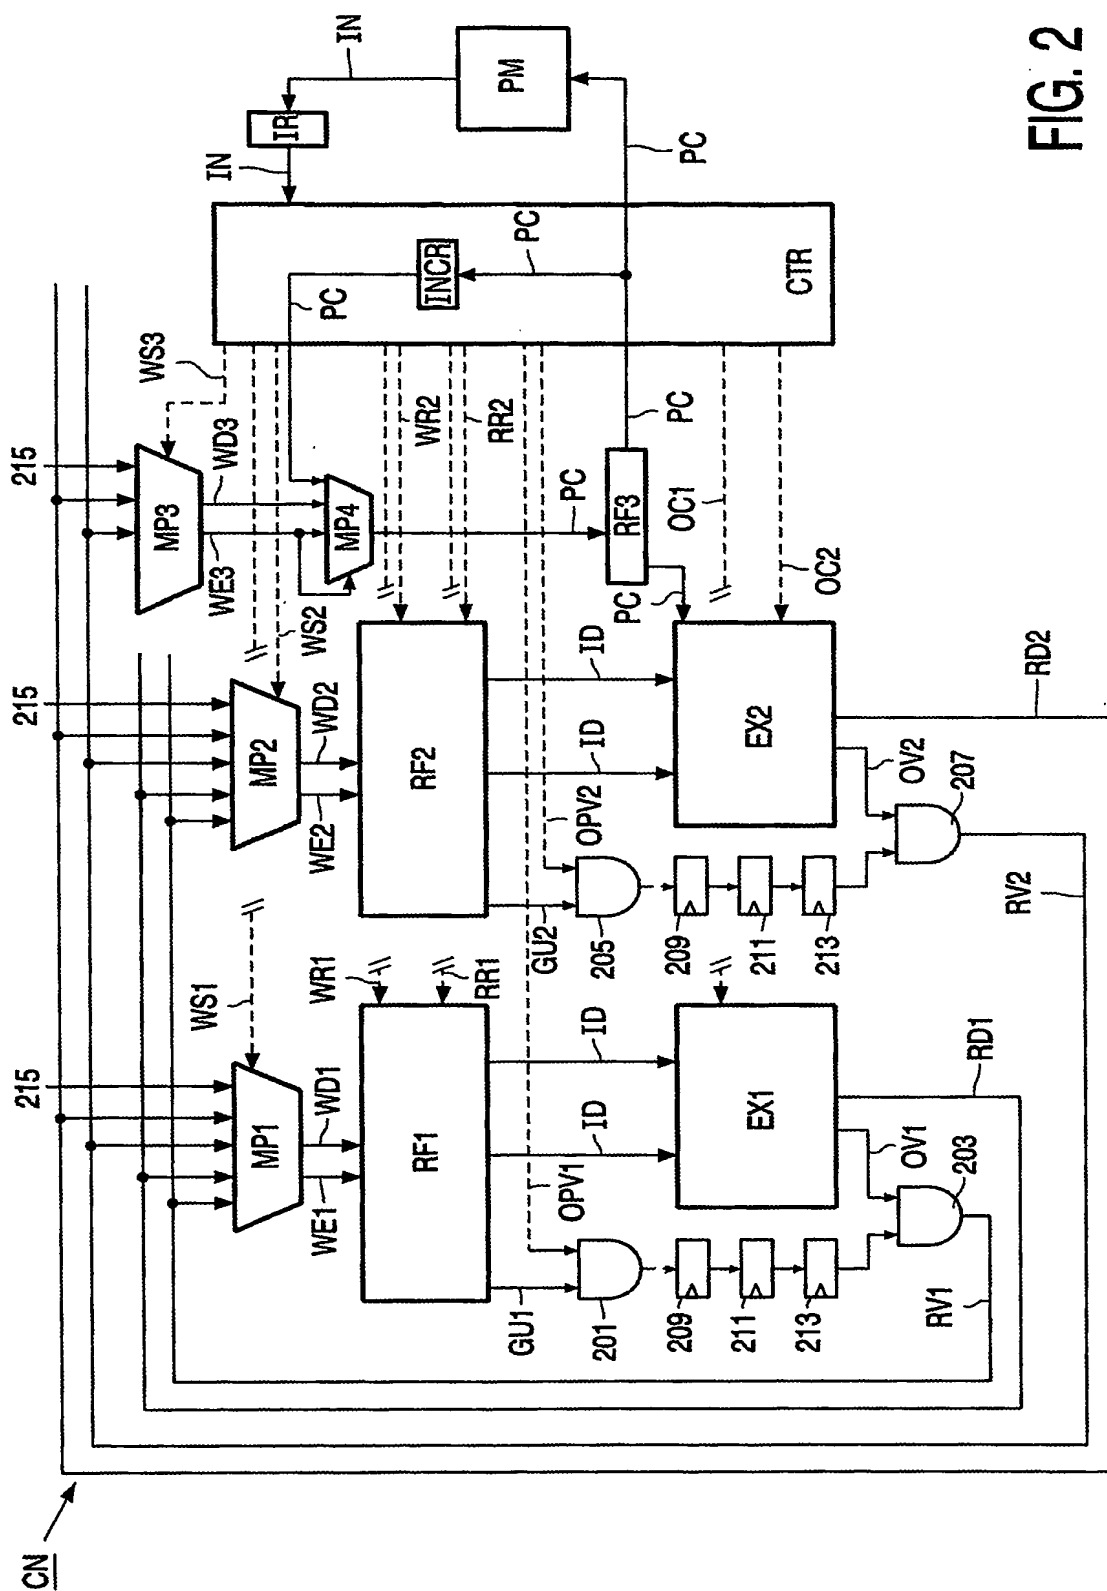 CN
215
215
215
MP1
MP2
MP3
MP4
WS1
WS2
WS3
WE1
WD1
WE2
WD2
WE3
WD3
PC
IN
IR
IN
PM
INCR
PC
PC
CTR
WR1
RR1
WR2
RR2
RF1
RF2
RF3
PC
PC
PC
GU1
OPV1
ID
ID
GU2
OPV2
ID
ID
OC1
OC2
201
205
209
211
213
209
211
213
EX1
EX2
OV1
OV2
203
207
RV1
RD1
RV2
RD2
FIG. 2